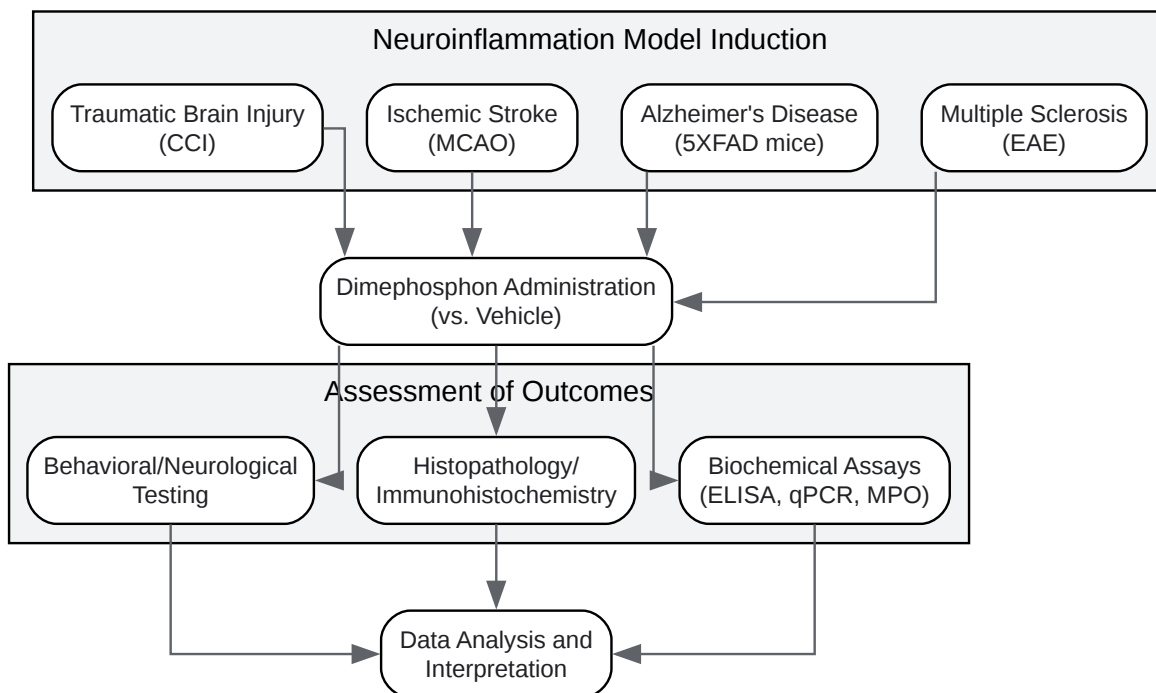 Neuroinflammation Model Induction
Traumatic Brain Injury
(CCI)
Ischemic Stroke
(MCAO)
Alzheimer's Disease
(5XFAD mice)
Multiple Sclerosis
(EAE)
Dimephosphon Administration
(vs. Vehicle)
Assessment of Outcomes
Behavioral/Neurological
Testing
Histopathology/
Immunohistochemistry
Biochemical Assays
(ELISA, qPCR, MPO)
Data Analysis and
Interpretation